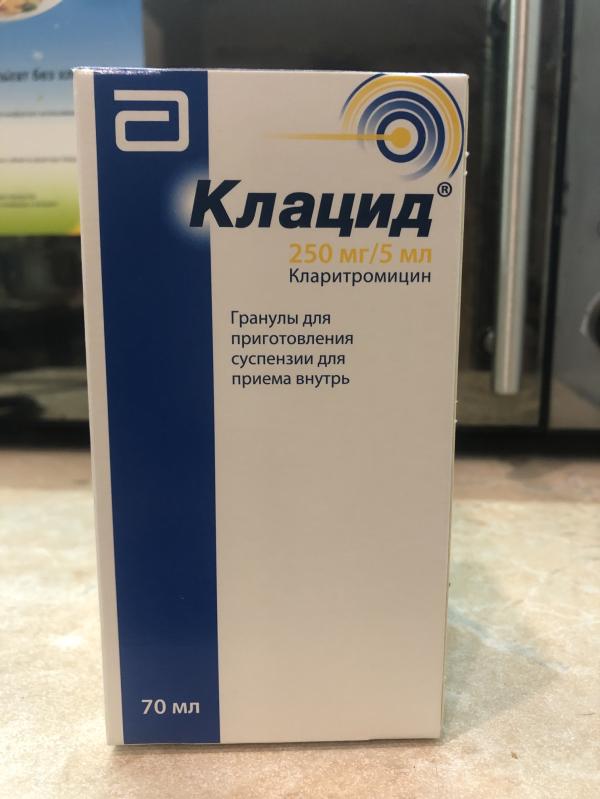 Клацид®
250 мг/5 мл
Кларитромицин
Гранулы для
приготовления
суспензии для
приема внутрь
70 мл